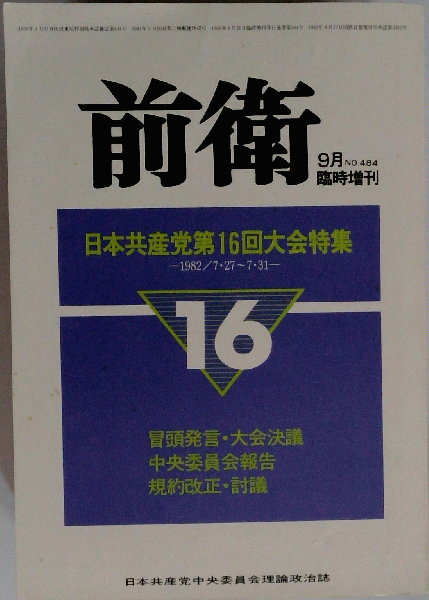 前衛
9月 NO 484
臨時増刊
日本共産党第16回大会特集
—1982/7·27~7·31—
16
冒頭発言・大会決議
中央委員会報告
規約改正・討議
日本共産党中央委員会理論政治誌